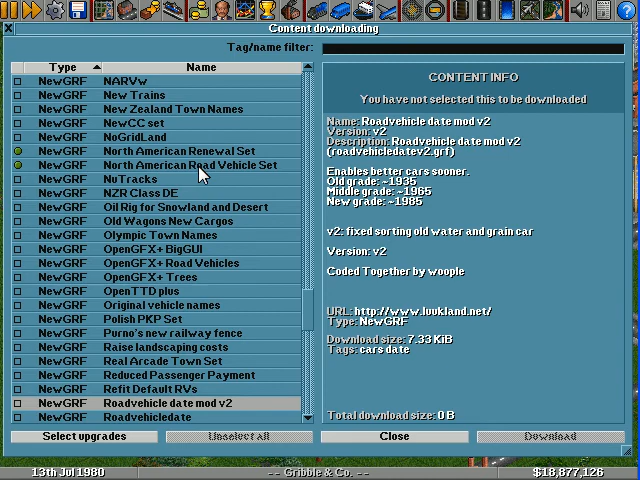 Content downloading
Tag/name filter:
Type Name
NewGRF NARVw
NewGRF New Trains
NewGRF New Zealand Town Names
NewGRF NewCC set
NewGRF NoGridLand
NewGRF North American Renewal Set
NewGRF North American Road Vehicle Set
NewGRF NuTracks
NewGRF NZR Class DE
NewGRF Oil Rig for Snowland and Desert
NewGRF Old Wagons New Cargos
NewGRF Olympic Town Names
NewGRF OpenGFX+ BigGUI
NewGRF OpenGFX+ Road Vehicles
NewGRF OpenGFX+ Trees
NewGRF OpenTTD plus
NewGRF Original vehicle names
NewGRF Polish PKP Set
NewGRF Purno's new railway fence
NewGRF Raise landscaping costs
NewGRF Real Arcade Town Set
NewGRF Reduced Passenger Payment
NewGRF Refit Default RVs
NewGRF Roadvehicle date mod v2
NewGRF Roadvehicledate
CONTENT INFO
You have not selected this to be downloaded
Name: Roadvehicle date mod v2
Version: v2
Description: Roadvehicle date mod v2
(roadvehicledatev2.grf)
Enables better cars sooner.
Old grade: ~1935
Middle grade: ~1965
New grade: ~1985
v2: fixed sorting old water and grain car
Version: v2
Coded Together by woople
URL: http://www.luukland.net/
Type: NewGRF
Download size: 7.33 KiB
Tags: cars date
Total download size: 0 B
Select upgrades Unselect all Close Download
13th Jul 1980 -- Gribble & Co. -- $18,877,126